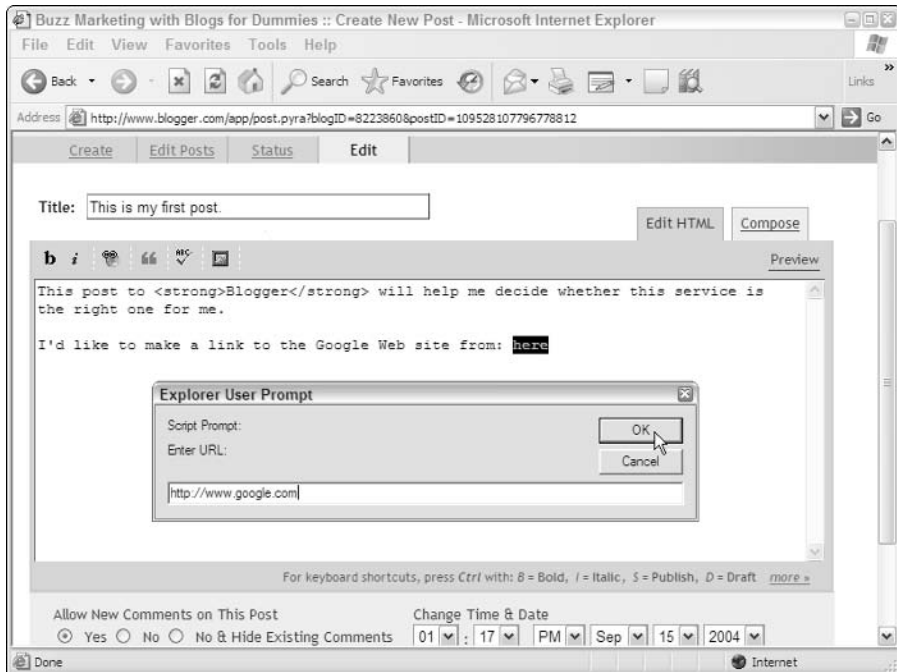 Buzz Marketing with Blogs for Dummies :: Create New Post - Microsoft Internet Explorer
File Edit View Favorites Tools Help
Back Search Favorites Links »
Address http://www.blogger.com/app/post.pyra?blogID=8223860&postID=109528107796778812 Go
Create Edit Posts Status Edit
Title: This is my first post.
Edit HTML Compose
b i ABC Preview
This post to <strong>Blogger</strong> will help me decide whether this service is
the right one for me.
I'd like to make a link to the Google Web site from: here
Explorer User Prompt
Script Prompt:
OK
Enter URL:
Cancel
http://www.google.com
For keyboard shortcuts, press Ctrl with: B = Bold, I = Italic, S = Publish, D = Draft more »
Allow New Comments on This Post Change Time & Date
Yes No No & Hide Existing Comments 01 : 17 PM Sep 15 2004
Done Internet